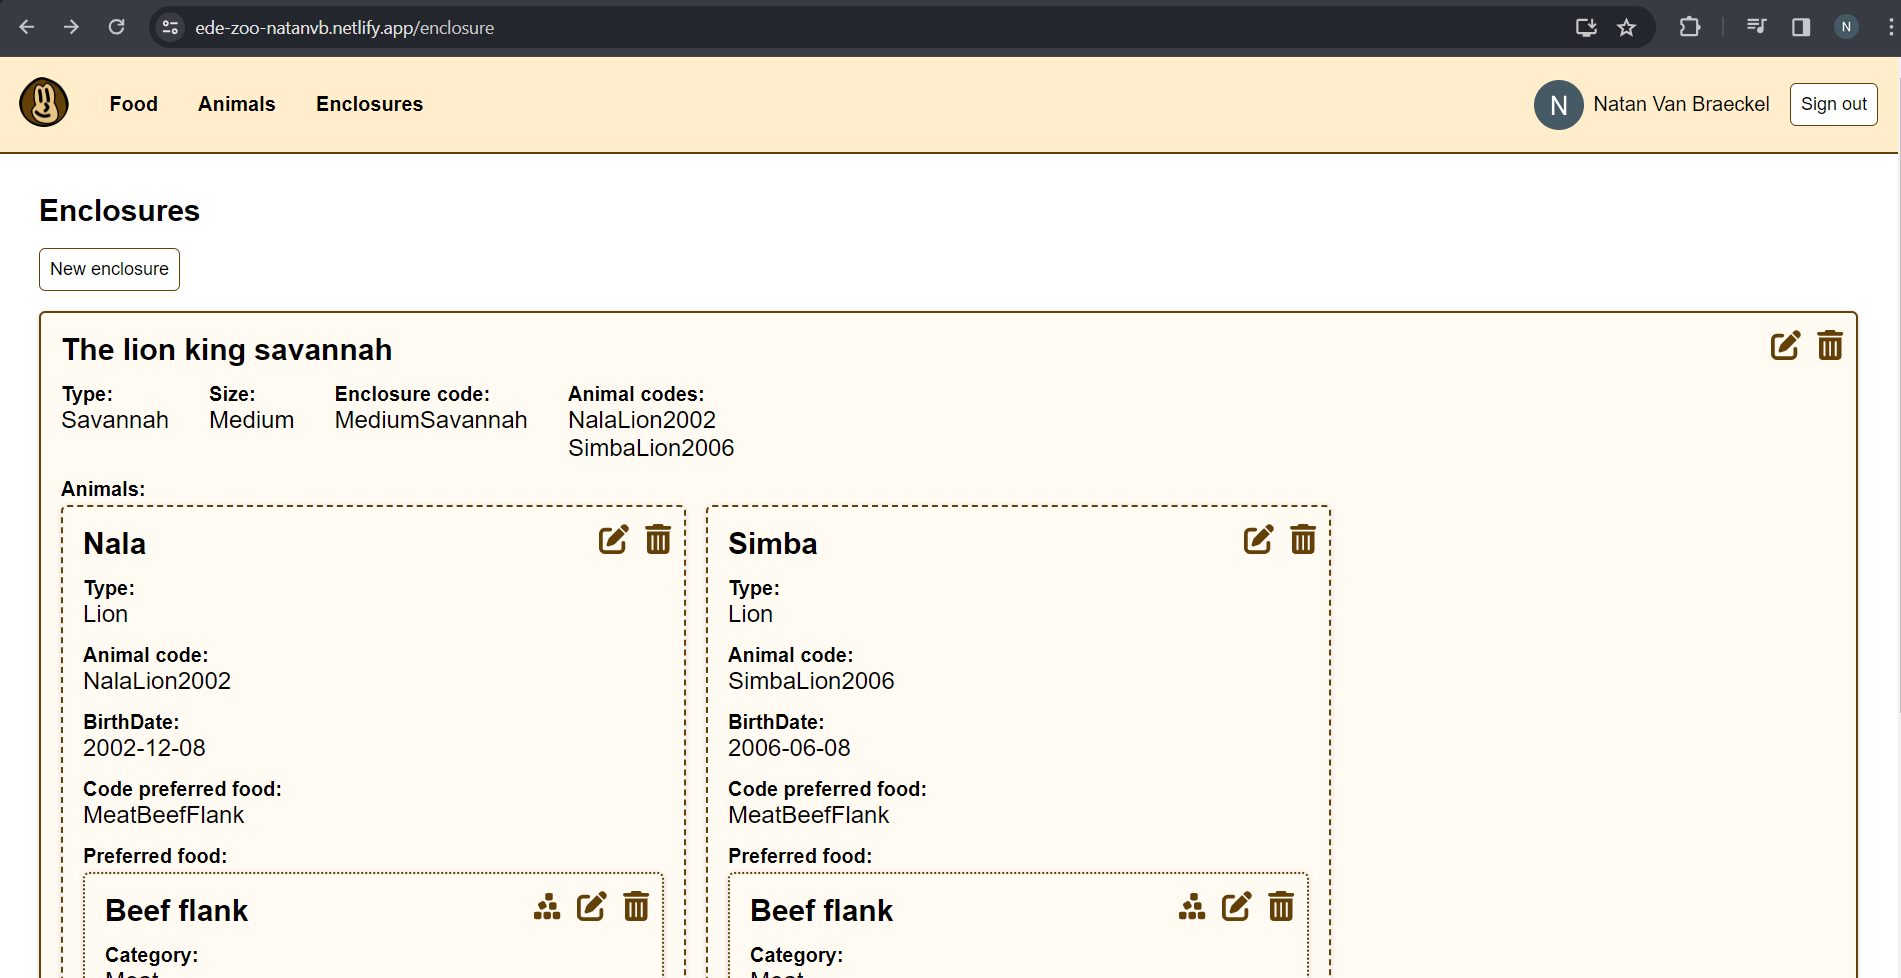 ede-zoo-natanvb.netlify.app/enclosure
N
Food Animals Enclosures
N Natan Van Braeckel Sign out
Enclosures
New enclosure
The lion king savannah
Type: Size: Enclosure code: Animal codes:
Savannah Medium MediumSavannah NalaLion2002
SimbaLion2006
Animals:
Nala
Type:
Lion
Animal code:
NalaLion2002
BirthDate:
2002-12-08
Code preferred food:
MeatBeefFlank
Preferred food:
Beef flank
Category:
Meat
Simba
Type:
Lion
Animal code:
SimbaLion2006
BirthDate:
2006-06-08
Code preferred food:
MeatBeefFlank
Preferred food:
Beef flank
Category:
Meat